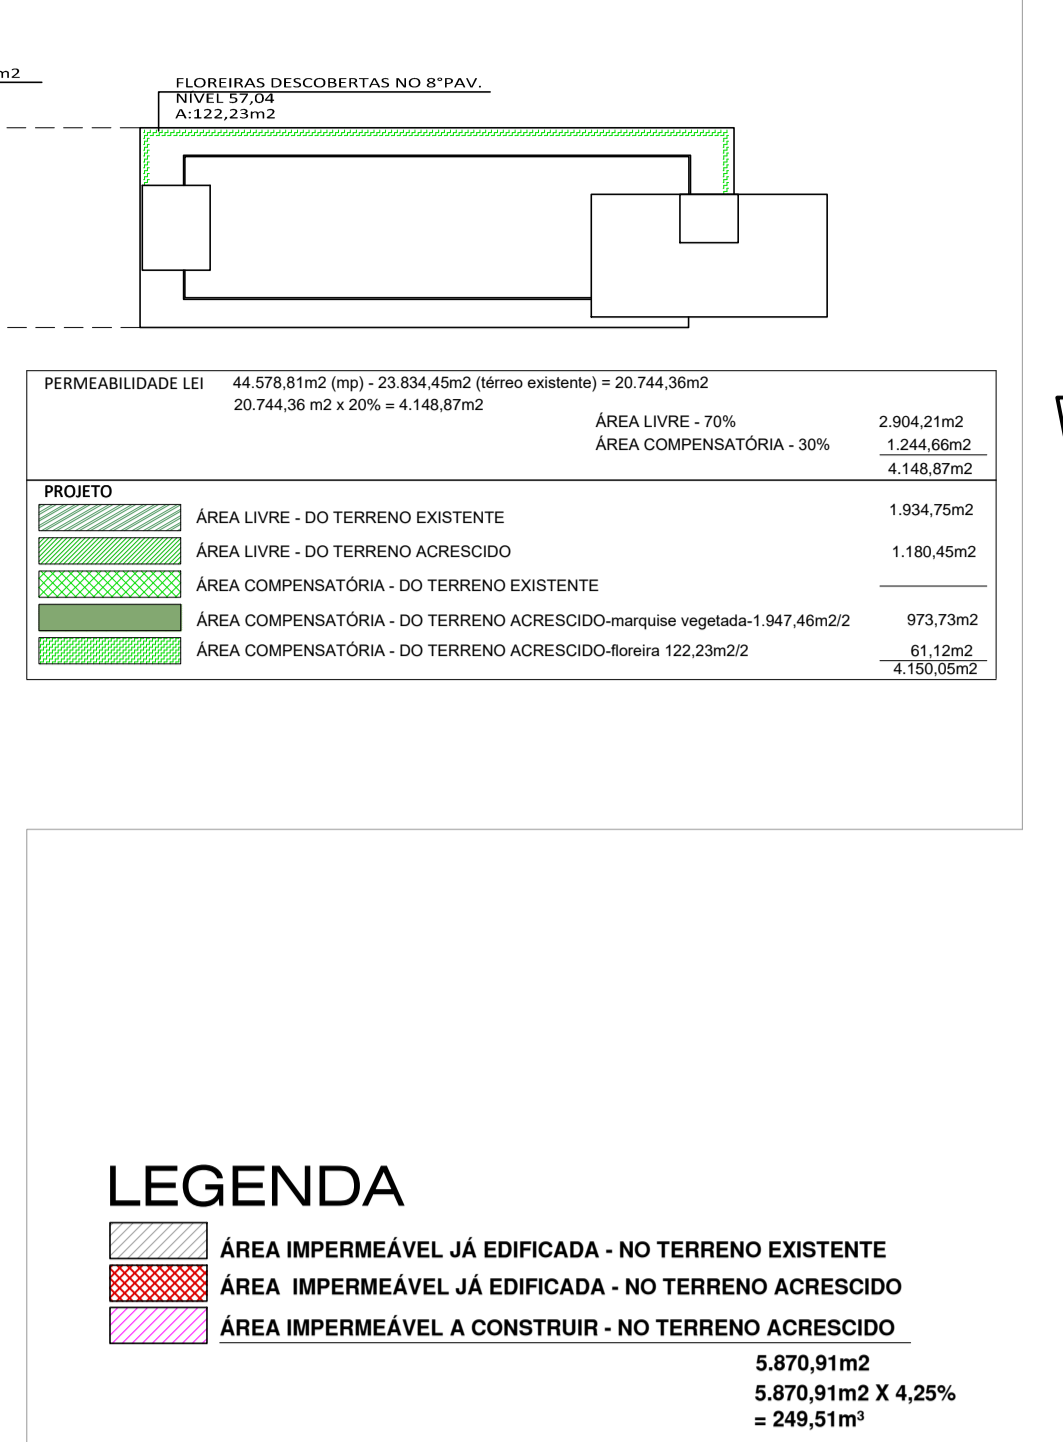 m2
FLOREIRAS DESCOBERTAS NO 8°PAV.
NIVEL 57,04
A:122,23m2
PERMEABILIDADE LEI 44.578,81m2 (mp) - 23.834,45m2 (térreo existente) = 20.744,36m2
20.744,36 m2 x 20% = 4.148,87m2
ÁREA LIVRE - 70% 2.904,21m2
ÁREA COMPENSATÓRIA - 30% 1.244,66m2
4.148,87m2
PROJETO
ÁREA LIVRE - DO TERRENO EXISTENTE 1.934,75m2
ÁREA LIVRE - DO TERRENO ACRESCIDO 1.180,45m2
ÁREA COMPENSATÓRIA - DO TERRENO EXISTENTE
ÁREA COMPENSATÓRIA - DO TERRENO ACRESCIDO-marquise vegetada-1.947,46m2/2 973,73m2
ÁREA COMPENSATÓRIA - DO TERRENO ACRESCIDO-floreira 122,23m2/2 61,12m2
4.150,05m2
LEGENDA
ÁREA IMPERMEÁVEL JÁ EDIFICADA - NO TERRENO EXISTENTE
ÁREA IMPERMEÁVEL JÁ EDIFICADA - NO TERRENO ACRESCIDO
ÁREA IMPERMEÁVEL A CONSTRUIR - NO TERRENO ACRESCIDO
5.870,91m2
5.870,91m2 X 4,25%
= 249,51m³